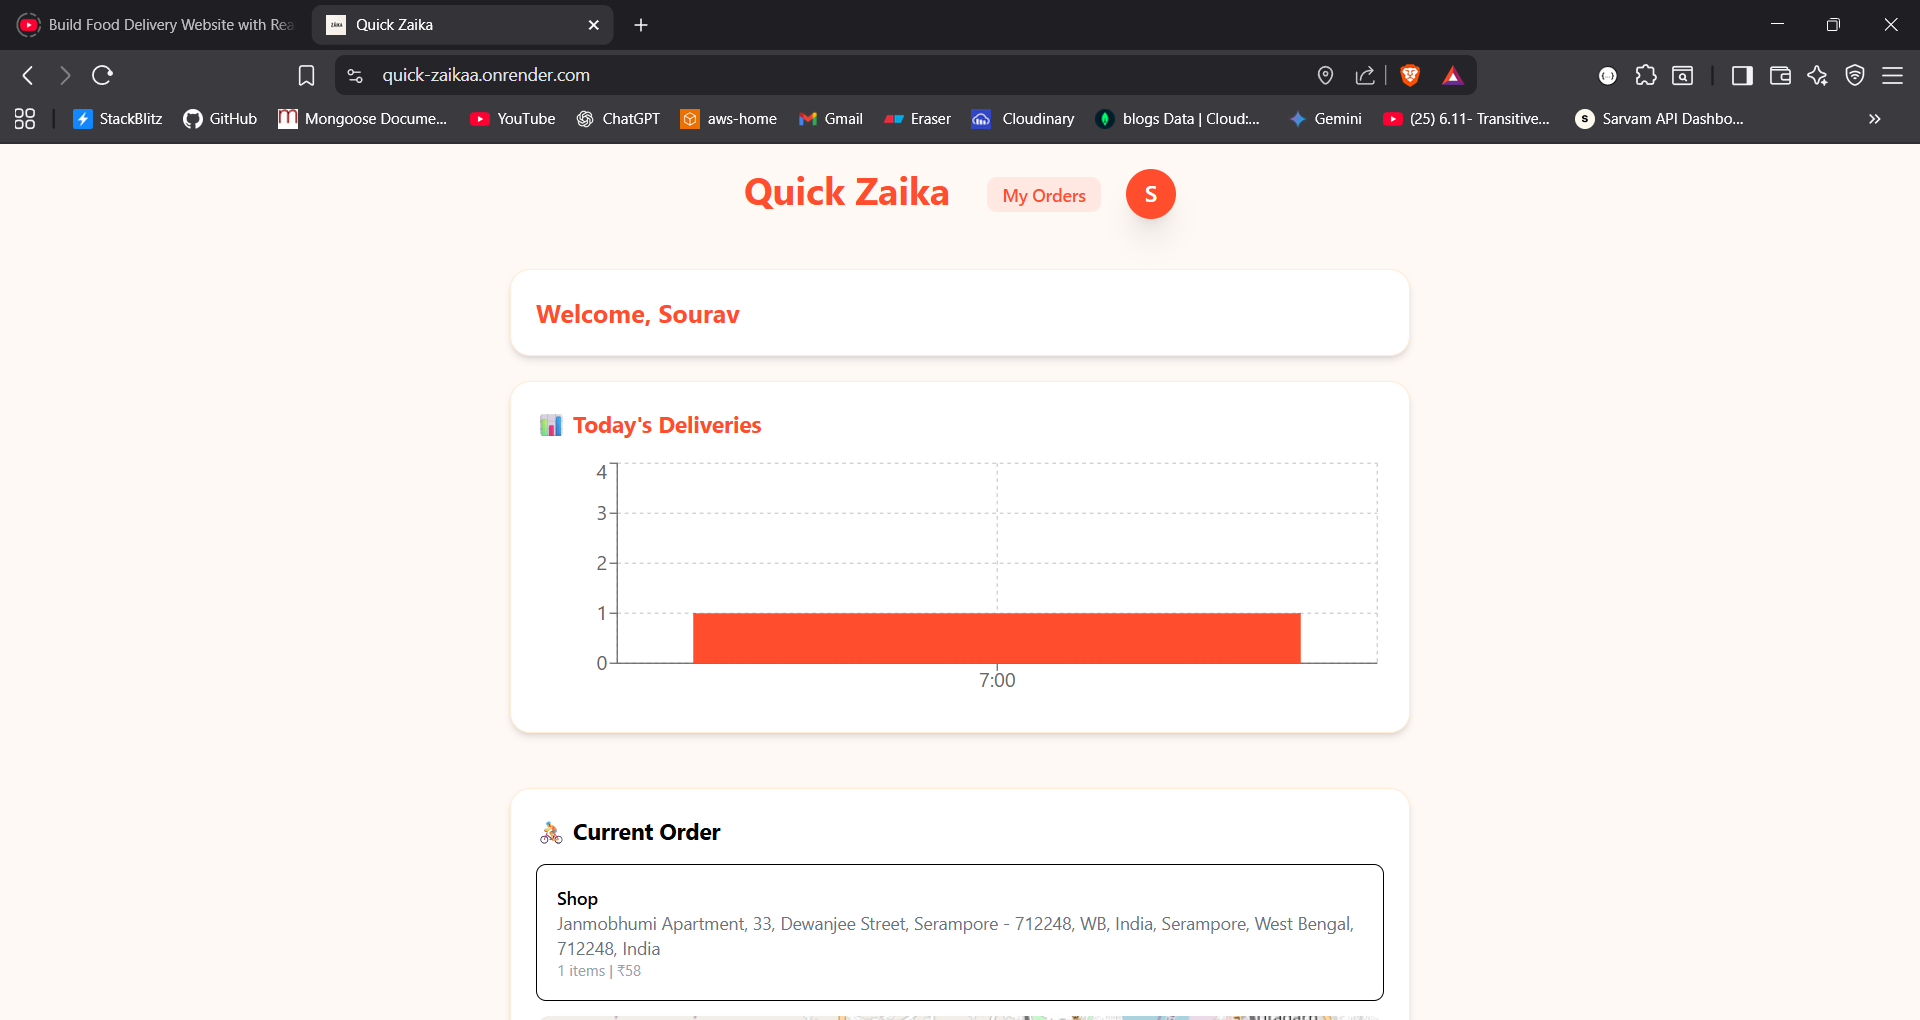 Build Food Delivery Website with Rea
Quick Zaika
quick-zaikaa.onrender.com
StackBlitz
GitHub
Mongoose Docume...
YouTube
ChatGPT
aws-home
Gmail
Eraser
Cloudinary
blogs Data | Cloud:...
Gemini
(25) 6.11- Transitive...
S
Sarvam API Dashbo...
»
Quick Zaika
My Orders
S
Welcome, Sourav
Today's Deliveries
4
3
2
1
0
7:00
Current Order
Shop
Janmobhumi Apartment, 33, Dewanjee Street, Serampore - 712248, WB, India, Serampore, West Bengal,
712248, India
1 items | ₹58